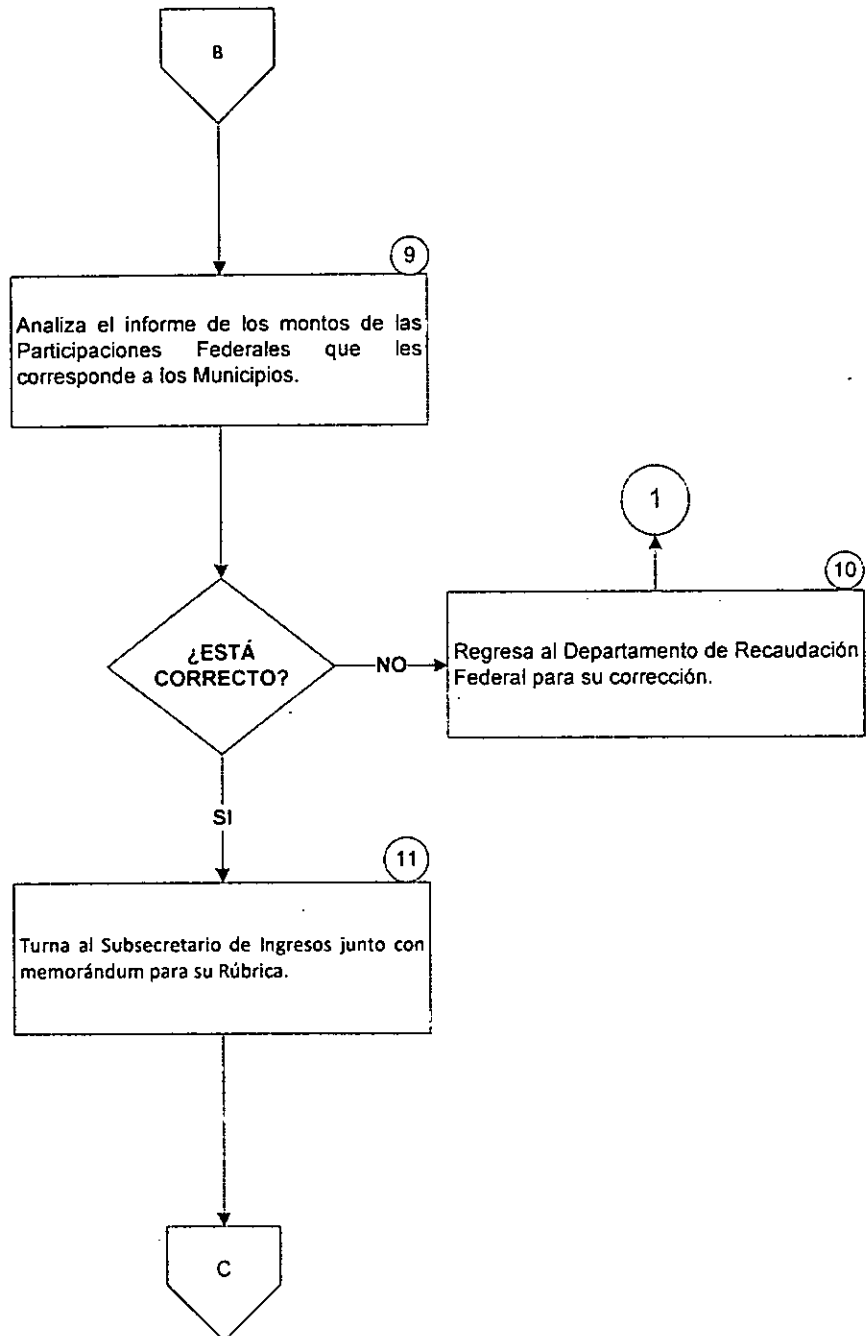 B
9
Analiza el informe de los montos de las
Participaciones Federales que les
corresponde a los Municipios.
1
10
¿ESTÁ
CORRECTO?
NO
Regresa al Departamento de Recaudación
Federal para su corrección.
SI
11
Turna al Subsecretario de Ingresos junto con
memorándum para su Rúbrica.
C